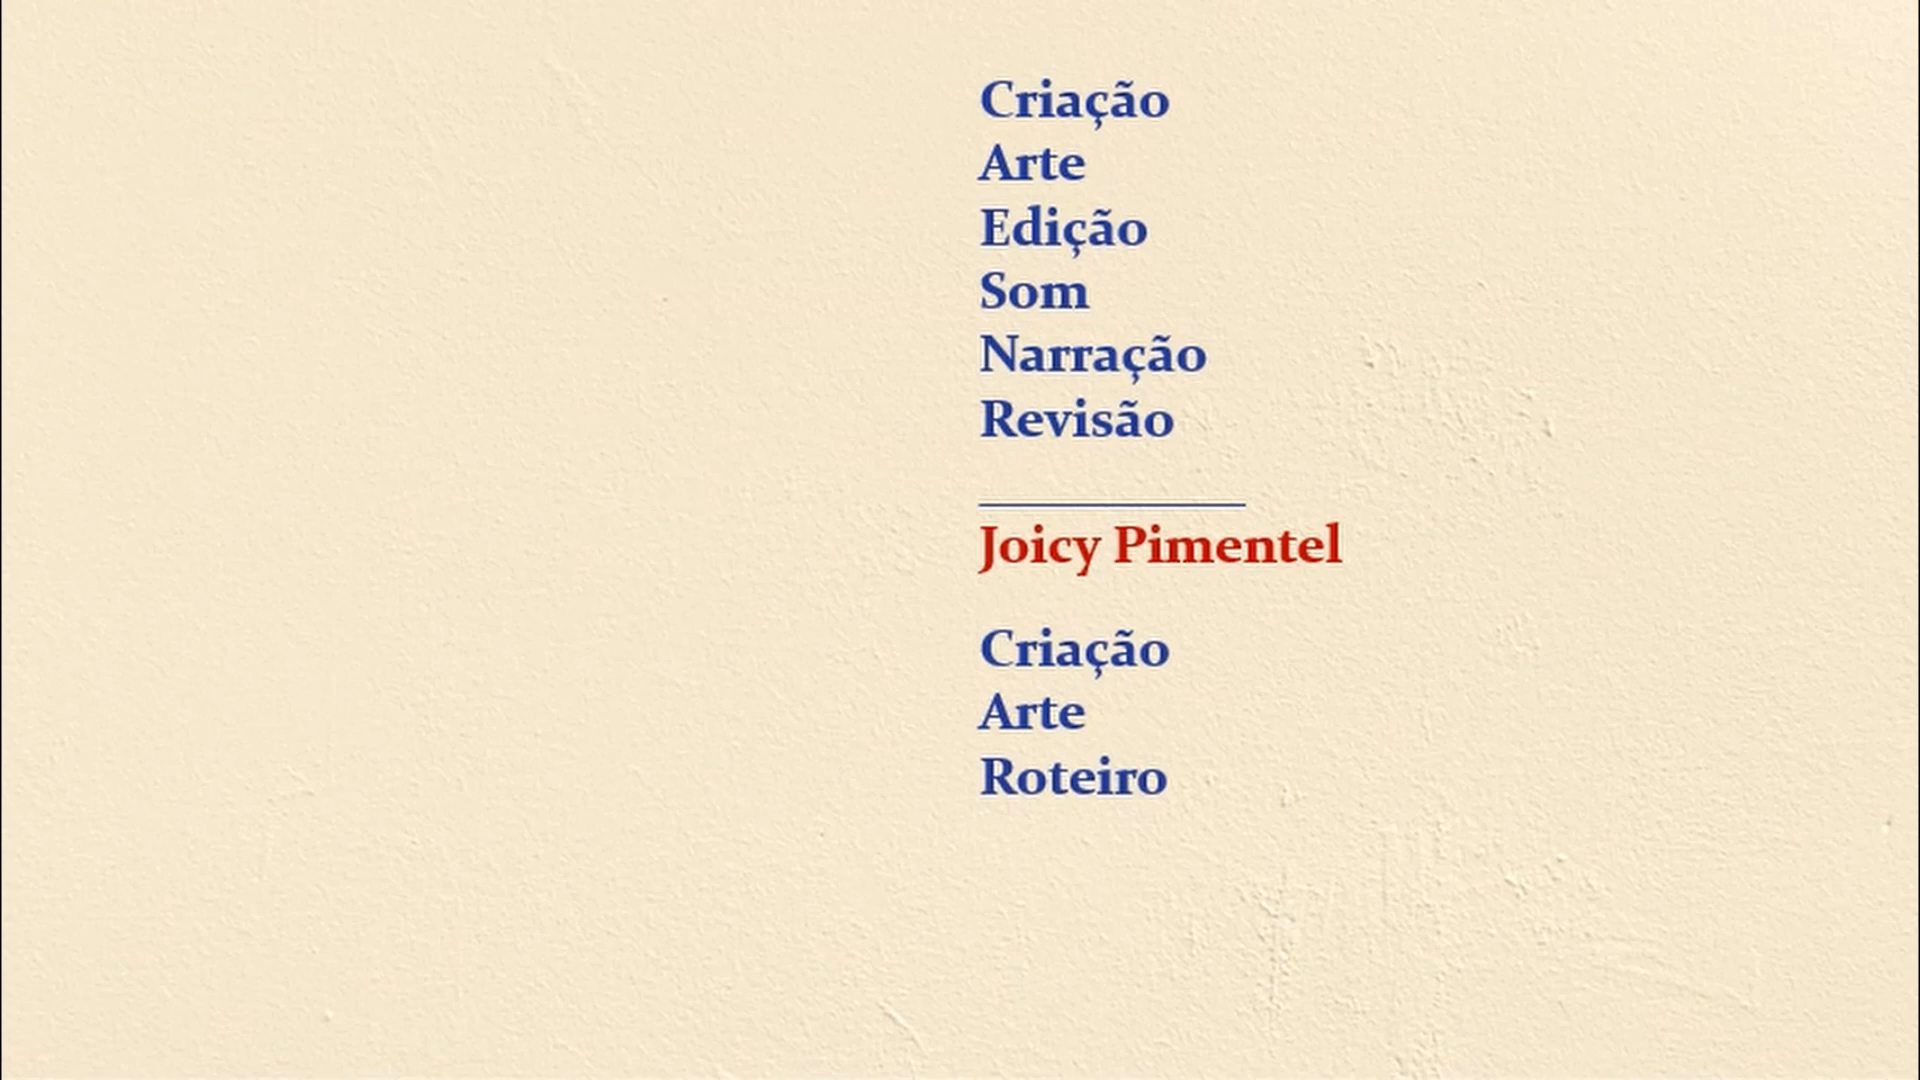 Criação
Arte
Edição
Som
Narração
Revisão
Joicy Pimentel
Criação
Arte
Roteiro